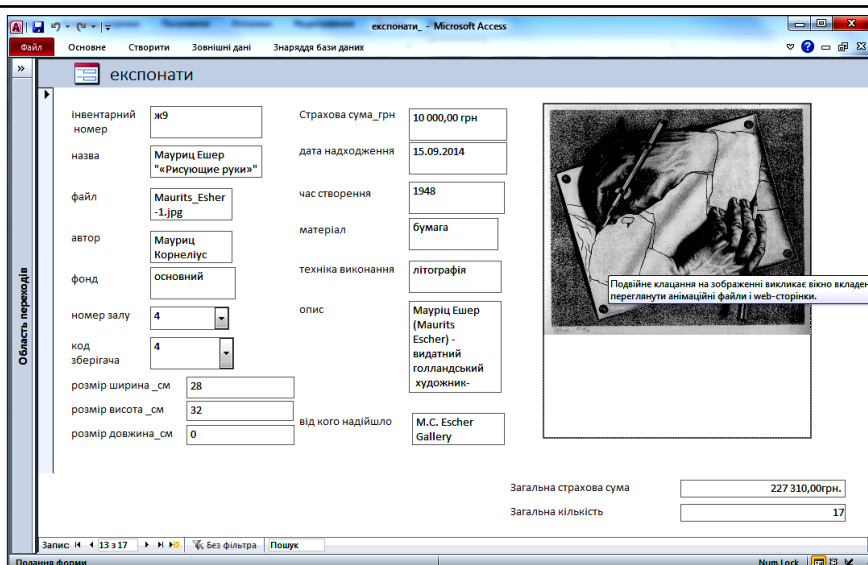 експонати_ - Microsoft Access
Файл Основне Створити Зовнішні дані Знаряддя бази даних
експонати
інвентарний номер
ж9
Страхова сума_грн
10 000,00 грн
назва
Мауриц Ешер
"«Рисующие руки»"
дата надходження
15.09.2014
файл
Maurits_Esher
-1.jpg
час створення
1948
автор
Мауриц
Корнеліус
матеріал
бумага
фонд
основний
техніка виконання
літографія
номер залу
4
опис
Мауріц Ешер
(Maurits
Escher) -
видатний
голландський
художник-
код
зберігача
4
розмір ширина _см
28
розмір висота _см
32
розмір довжина_см
0
від кого надійшло
M.C. Escher
Gallery
Подвійне клацання на зображенні викликає вікно вкладен
переглянути анімаційні файли і web-сторінки.
Область переходів
Загальна страхова сума
227 310,00грн.
Загальна кількість
17
Запис: 13 з 17 Без фільтра Пошук
Подання форми Num Lock